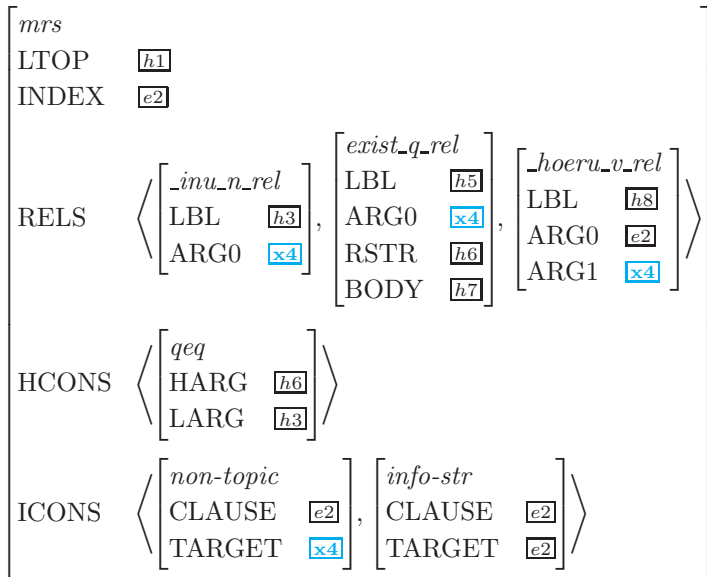 mrs
LTOP h1
INDEX e2
RELS
_inu_n_rel
LBL h3
ARG0 x4
,
exist_q_rel
LBL h5
ARG0 x4
RSTR h6
BODY h7
,
_hoeru_v_rel
LBL h8
ARG0 e2
ARG1 x4
HCONS
qeq
HARG h6
LARG h3
ICONS
non-topic
CLAUSE e2
TARGET x4
,
info-str
CLAUSE e2
TARGET e2